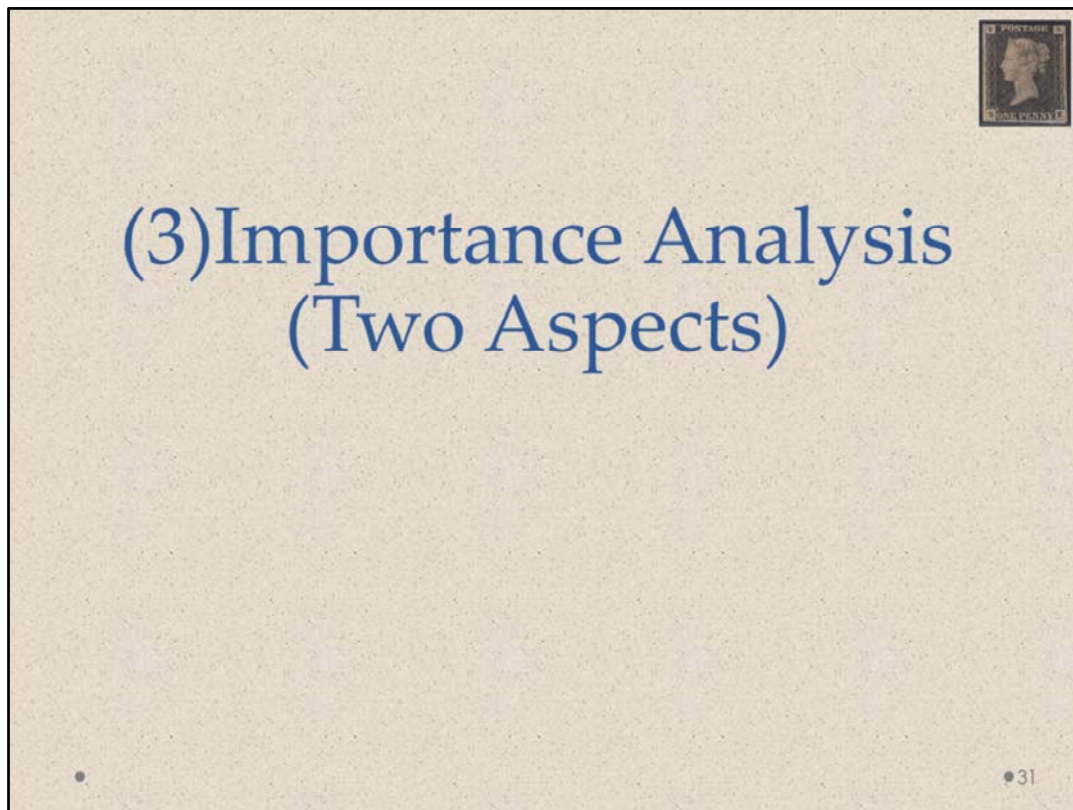 POSTAGE
ONE PENNY
(3)Importance Analysis
(Two Aspects)
31